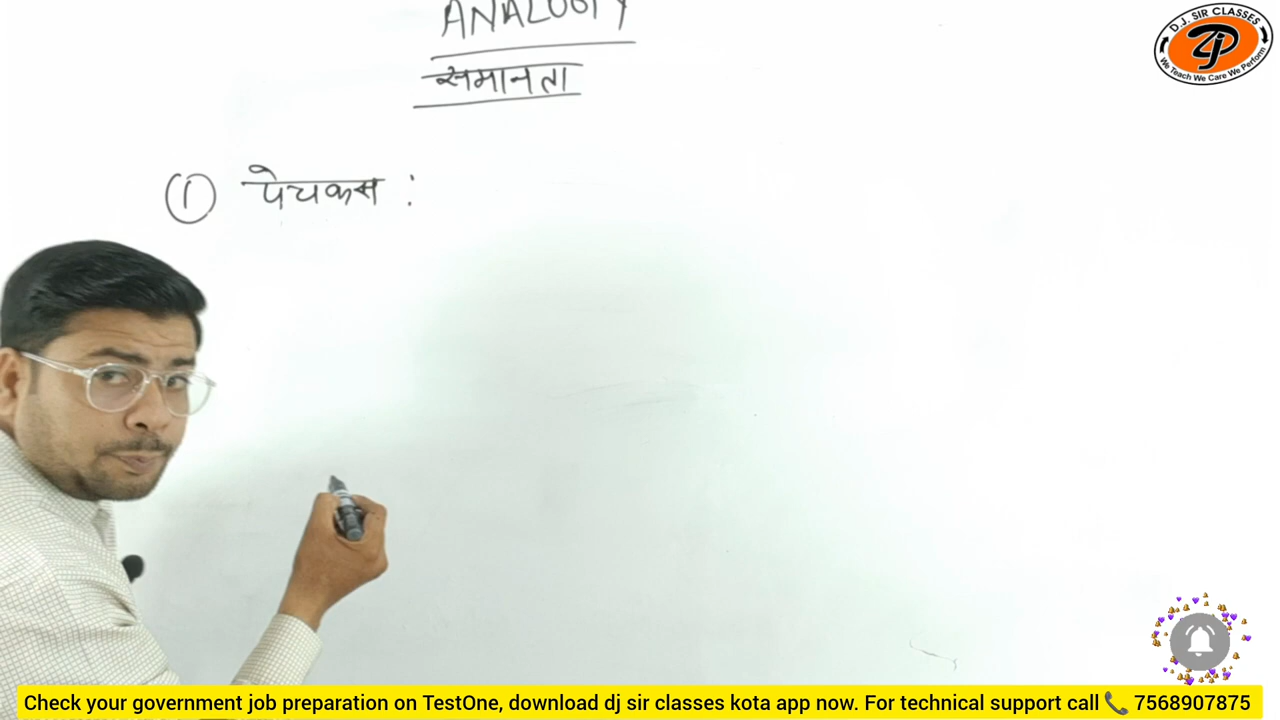 ANALOGY
समानता
① पेचकस :
D.J. SIR CLASSES
We Teach We Care We Perform
Check your government job preparation on TestOne, download dj sir classes kota app now. For technical support call 📞 7568907875